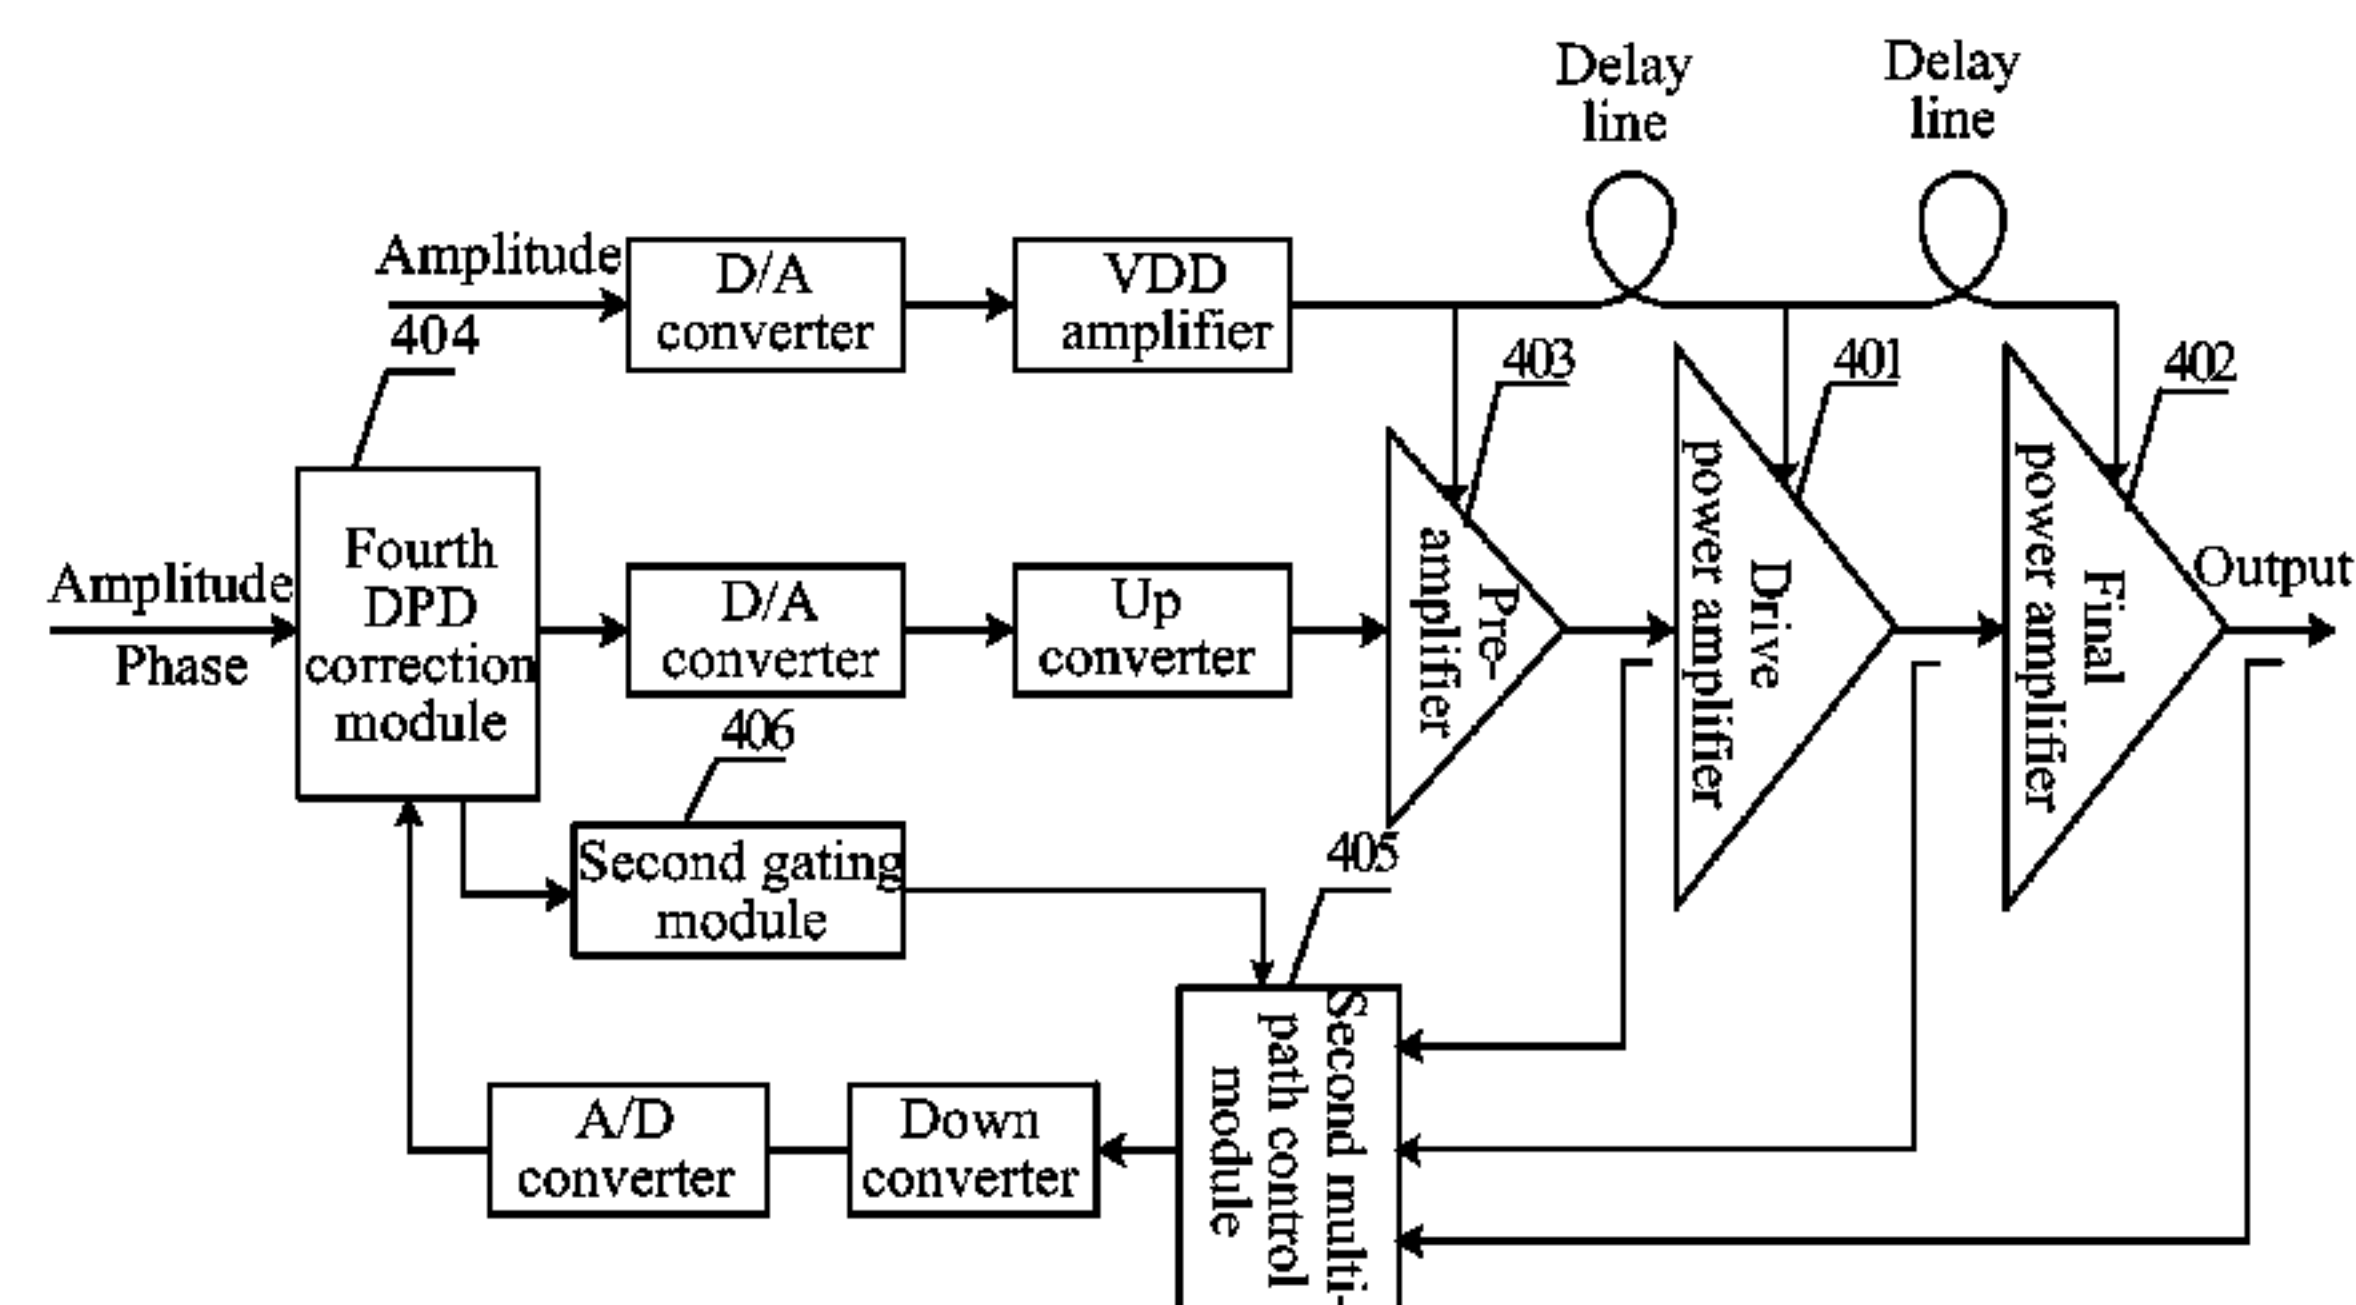 Delay
line
Delay
line
Amplitude
D/A
converter
VDD
amplifier
404
403
401
402
Amplitude
Phase
Fourth
DPD
correction
module
D/A
converter
Up
converter
Pre-
amplifier
Drive
power amplifier
Final
power amplifier
Output
406
Second gating
module
405
Second multi-
path control
module
Down
converter
A/D
converter